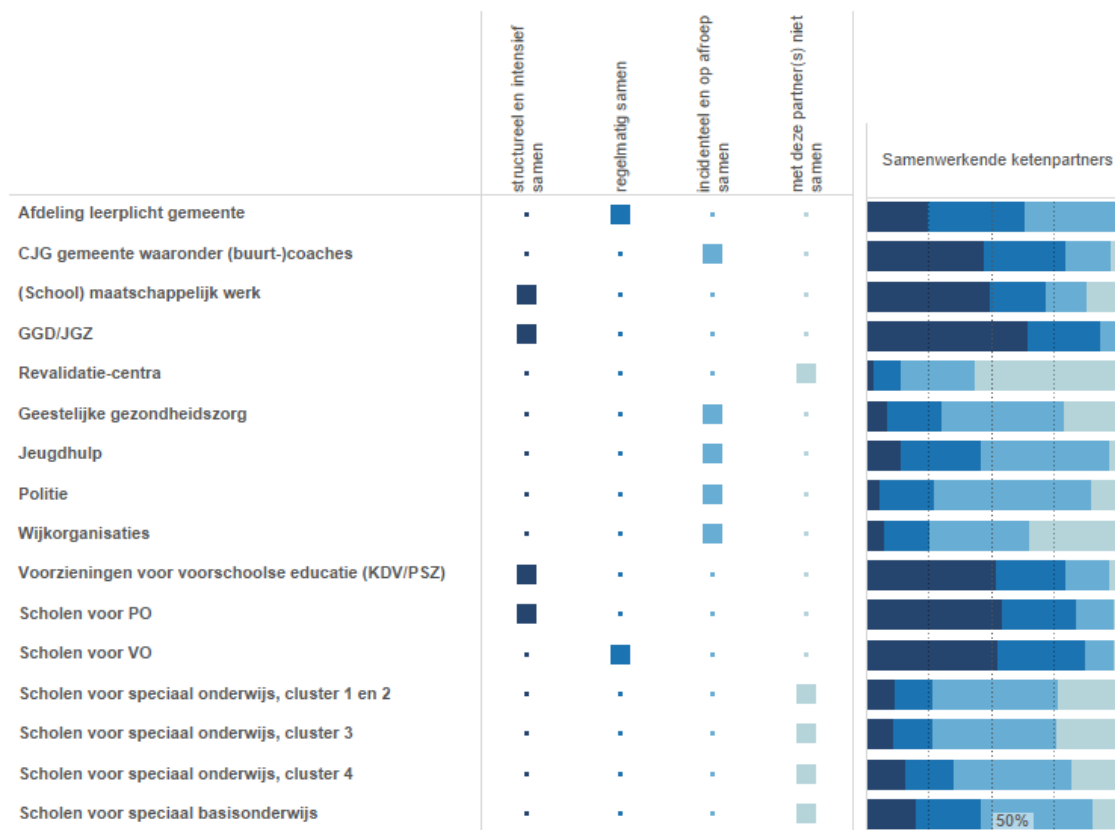 structureel en intensief
samen
regelmatig samen
incidenteel en op afroep
samen
met deze partner(s) niet
samen
Samenwerkende ketenpartners
Afdeling leerplicht gemeente
CJG gemeente waaronder (buurt-)coaches
(School) maatschappelijk werk
GGD/JGZ
Revalidatie-centra
Geestelijke gezondheidszorg
Jeugdhulp
Politie
Wijkorganisaties
Voorzieningen voor voorschoolse educatie (KDV/PSZ)
Scholen voor PO
Scholen voor VO
Scholen voor speciaal onderwijs, cluster 1 en 2
Scholen voor speciaal onderwijs, cluster 3
Scholen voor speciaal onderwijs, cluster 4
Scholen voor speciaal basisonderwijs
50%